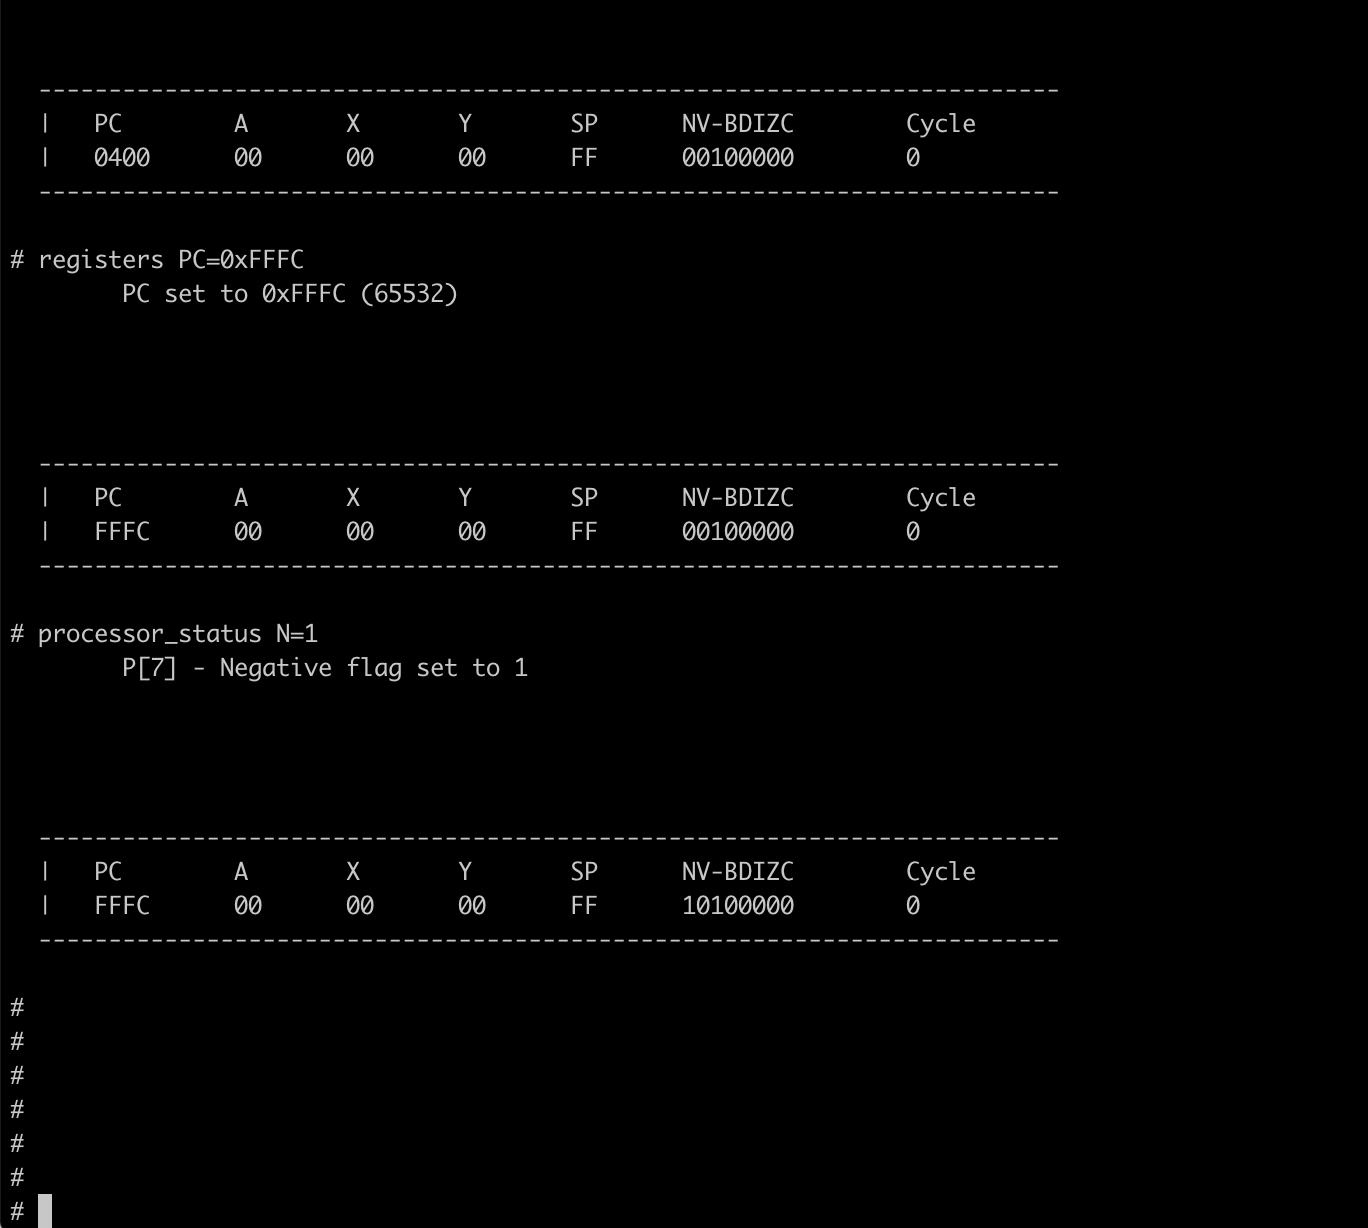 -------------------------------------------------------------------------
|   PC        A       X       Y       SP      NV-BDIZC        Cycle
|   0400      00      00      00      FF      00100000        0
-------------------------------------------------------------------------
# registers PC=0xFFFC
        PC set to 0xFFFC (65532)
-------------------------------------------------------------------------
|   PC        A       X       Y       SP      NV-BDIZC        Cycle
|   FFFC      00      00      00      FF      00100000        0
-------------------------------------------------------------------------
# processor_status N=1
        P[7] - Negative flag set to 1
-------------------------------------------------------------------------
|   PC        A       X       Y       SP      NV-BDIZC        Cycle
|   FFFC      00      00      00      FF      10100000        0
-------------------------------------------------------------------------
#
#
#
#
#
#
#